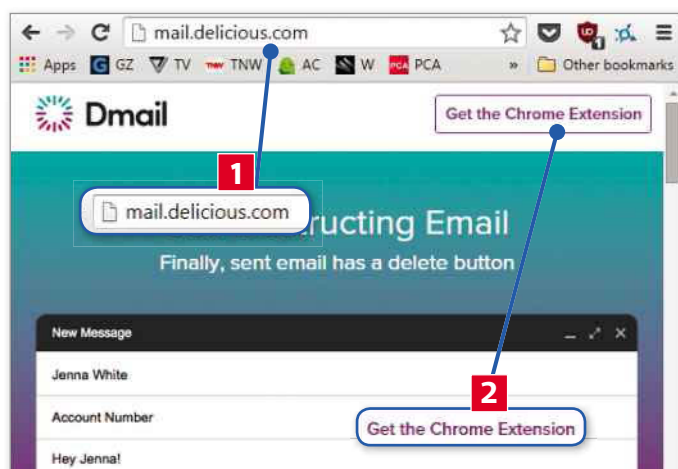 mail.delicious.com
Apps GZ TV TNW AC W PCA » Other bookmarks
Dmail
Get the Chrome Extension
1
mail.delicious.com
ructing Email
Finally, sent email has a delete button
New Message
Jenna White
2
Account Number
Get the Chrome Extension
Hey Jenna!